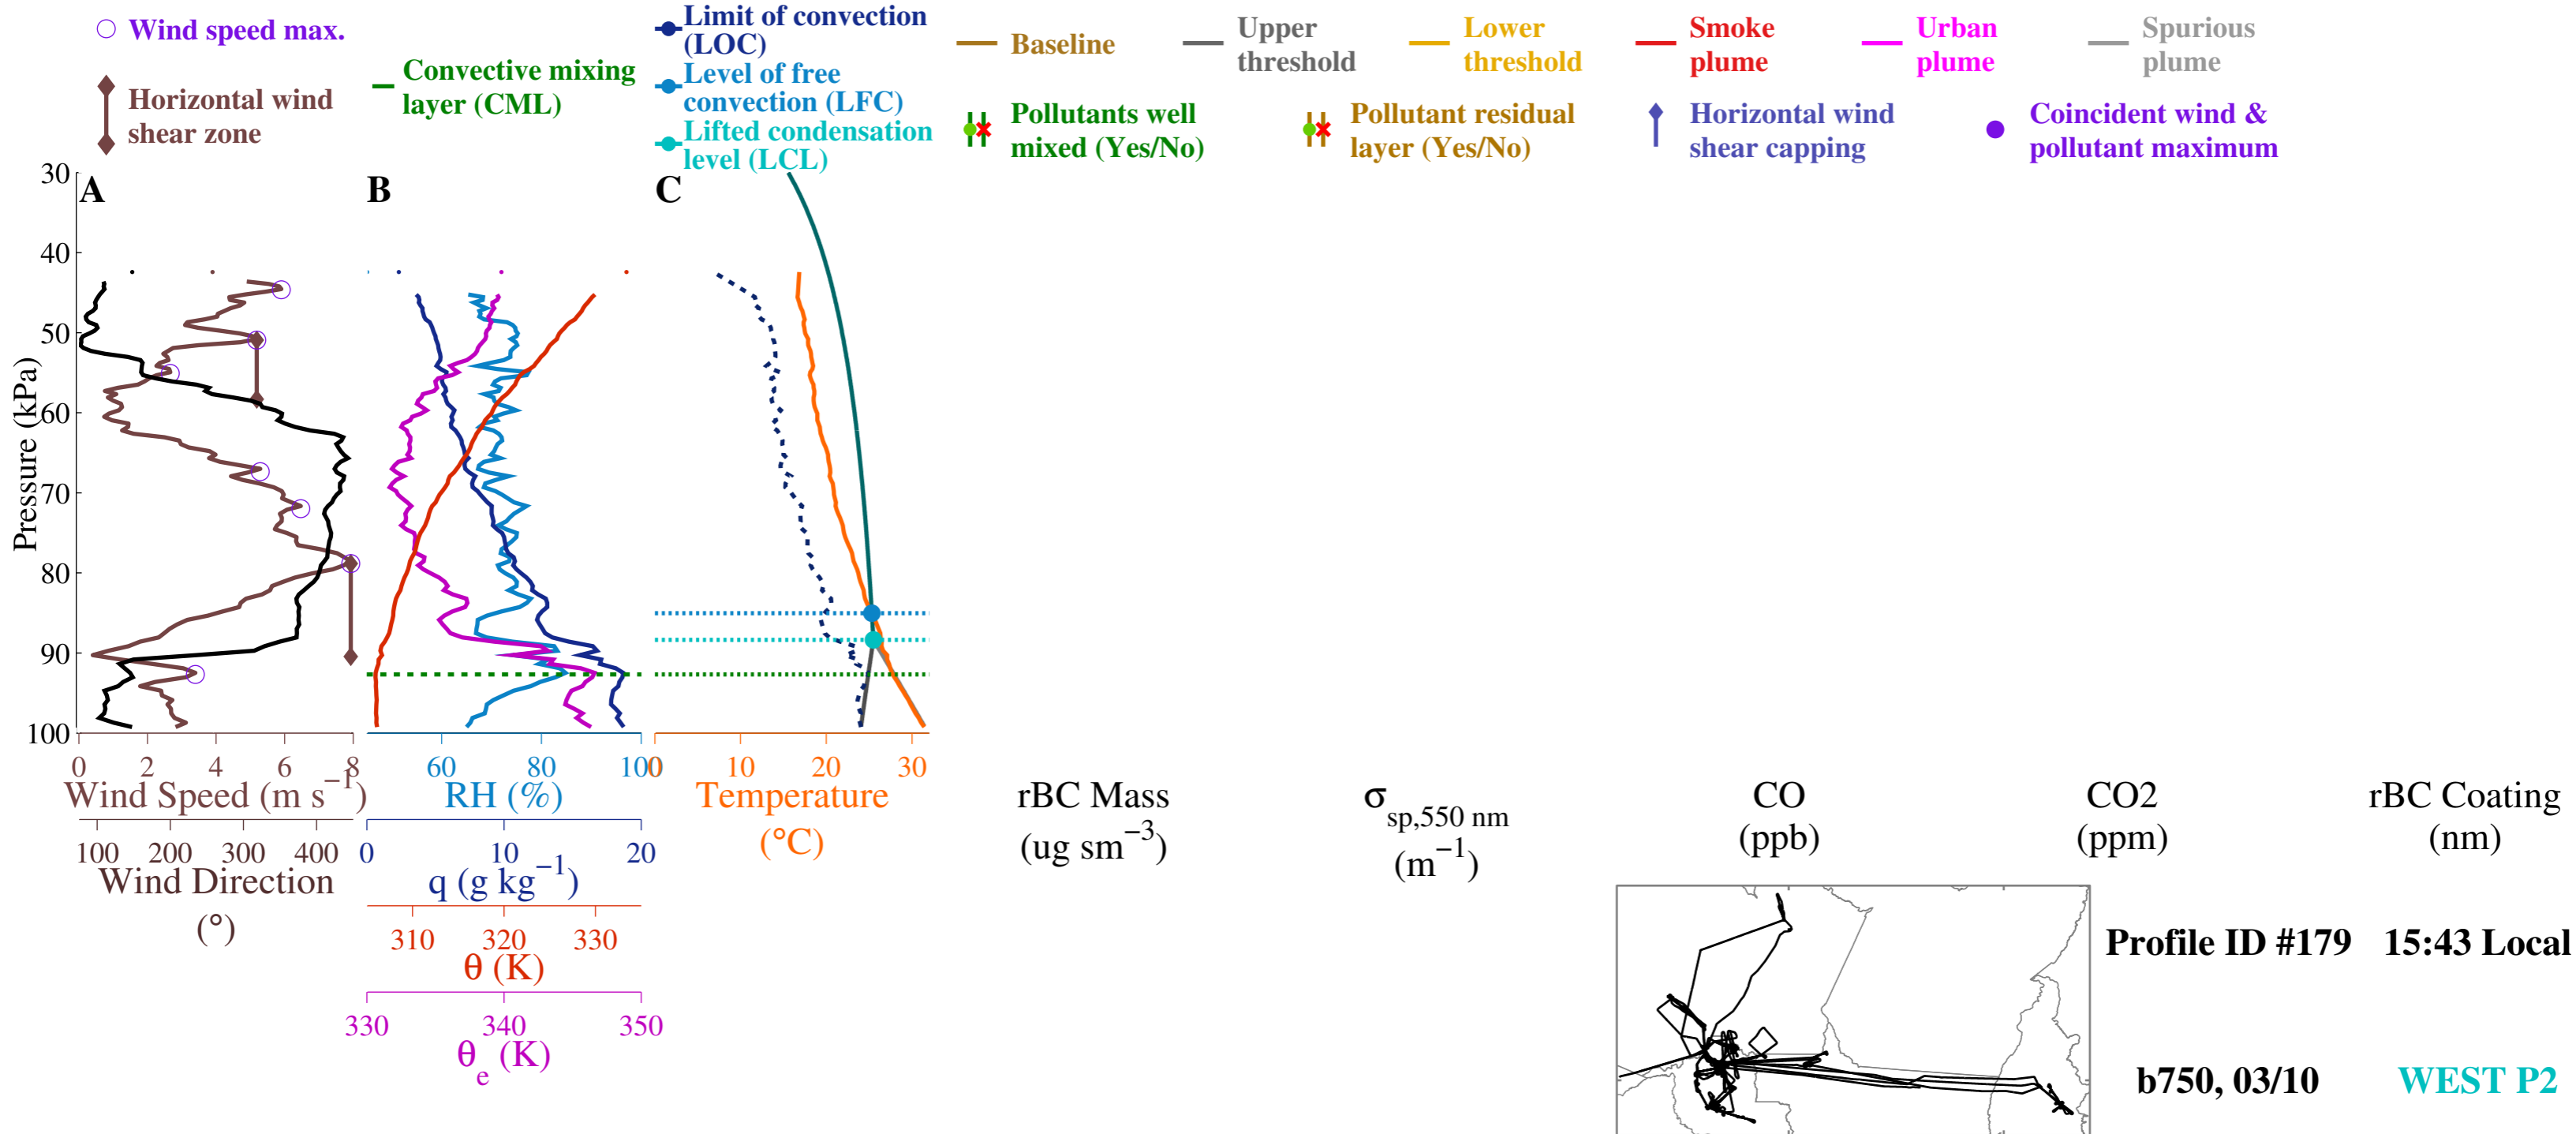 Wind speed max.
Horizontal wind
shear zone
Convective mixing
layer (CML)
Limit of convection
(LOC)
Level of free
convection (LFC)
Lifted condensation
level (LCL)
Baseline
Upper
threshold
Lower
threshold
Smoke
plume
Urban
plume
Spurious
plume
Pollutants well
mixed (Yes/No)
Pollutant residual
layer (Yes/No)
Horizontal wind
shear capping
Coincident wind &
pollutant maximum
A
B
C
30
40
50
60
70
80
90
100
Pressure (kPa)
0 2 4 6 8
Wind Speed (m s−1)
100 200 300 400
Wind Direction
(°)
60 80 100
RH (%)
0 10 20
q (g kg−1)
310 320 330
θ (K)
330 340 350
θe (K)
0 10 20 30
Temperature
(°C)
rBC Mass
(ug sm−3)
σsp,550 nm
(m−1)
CO
(ppb)
CO2
(ppm)
rBC Coating
(nm)
Profile ID #179 15:43 Local
b750, 03/10 WEST P2